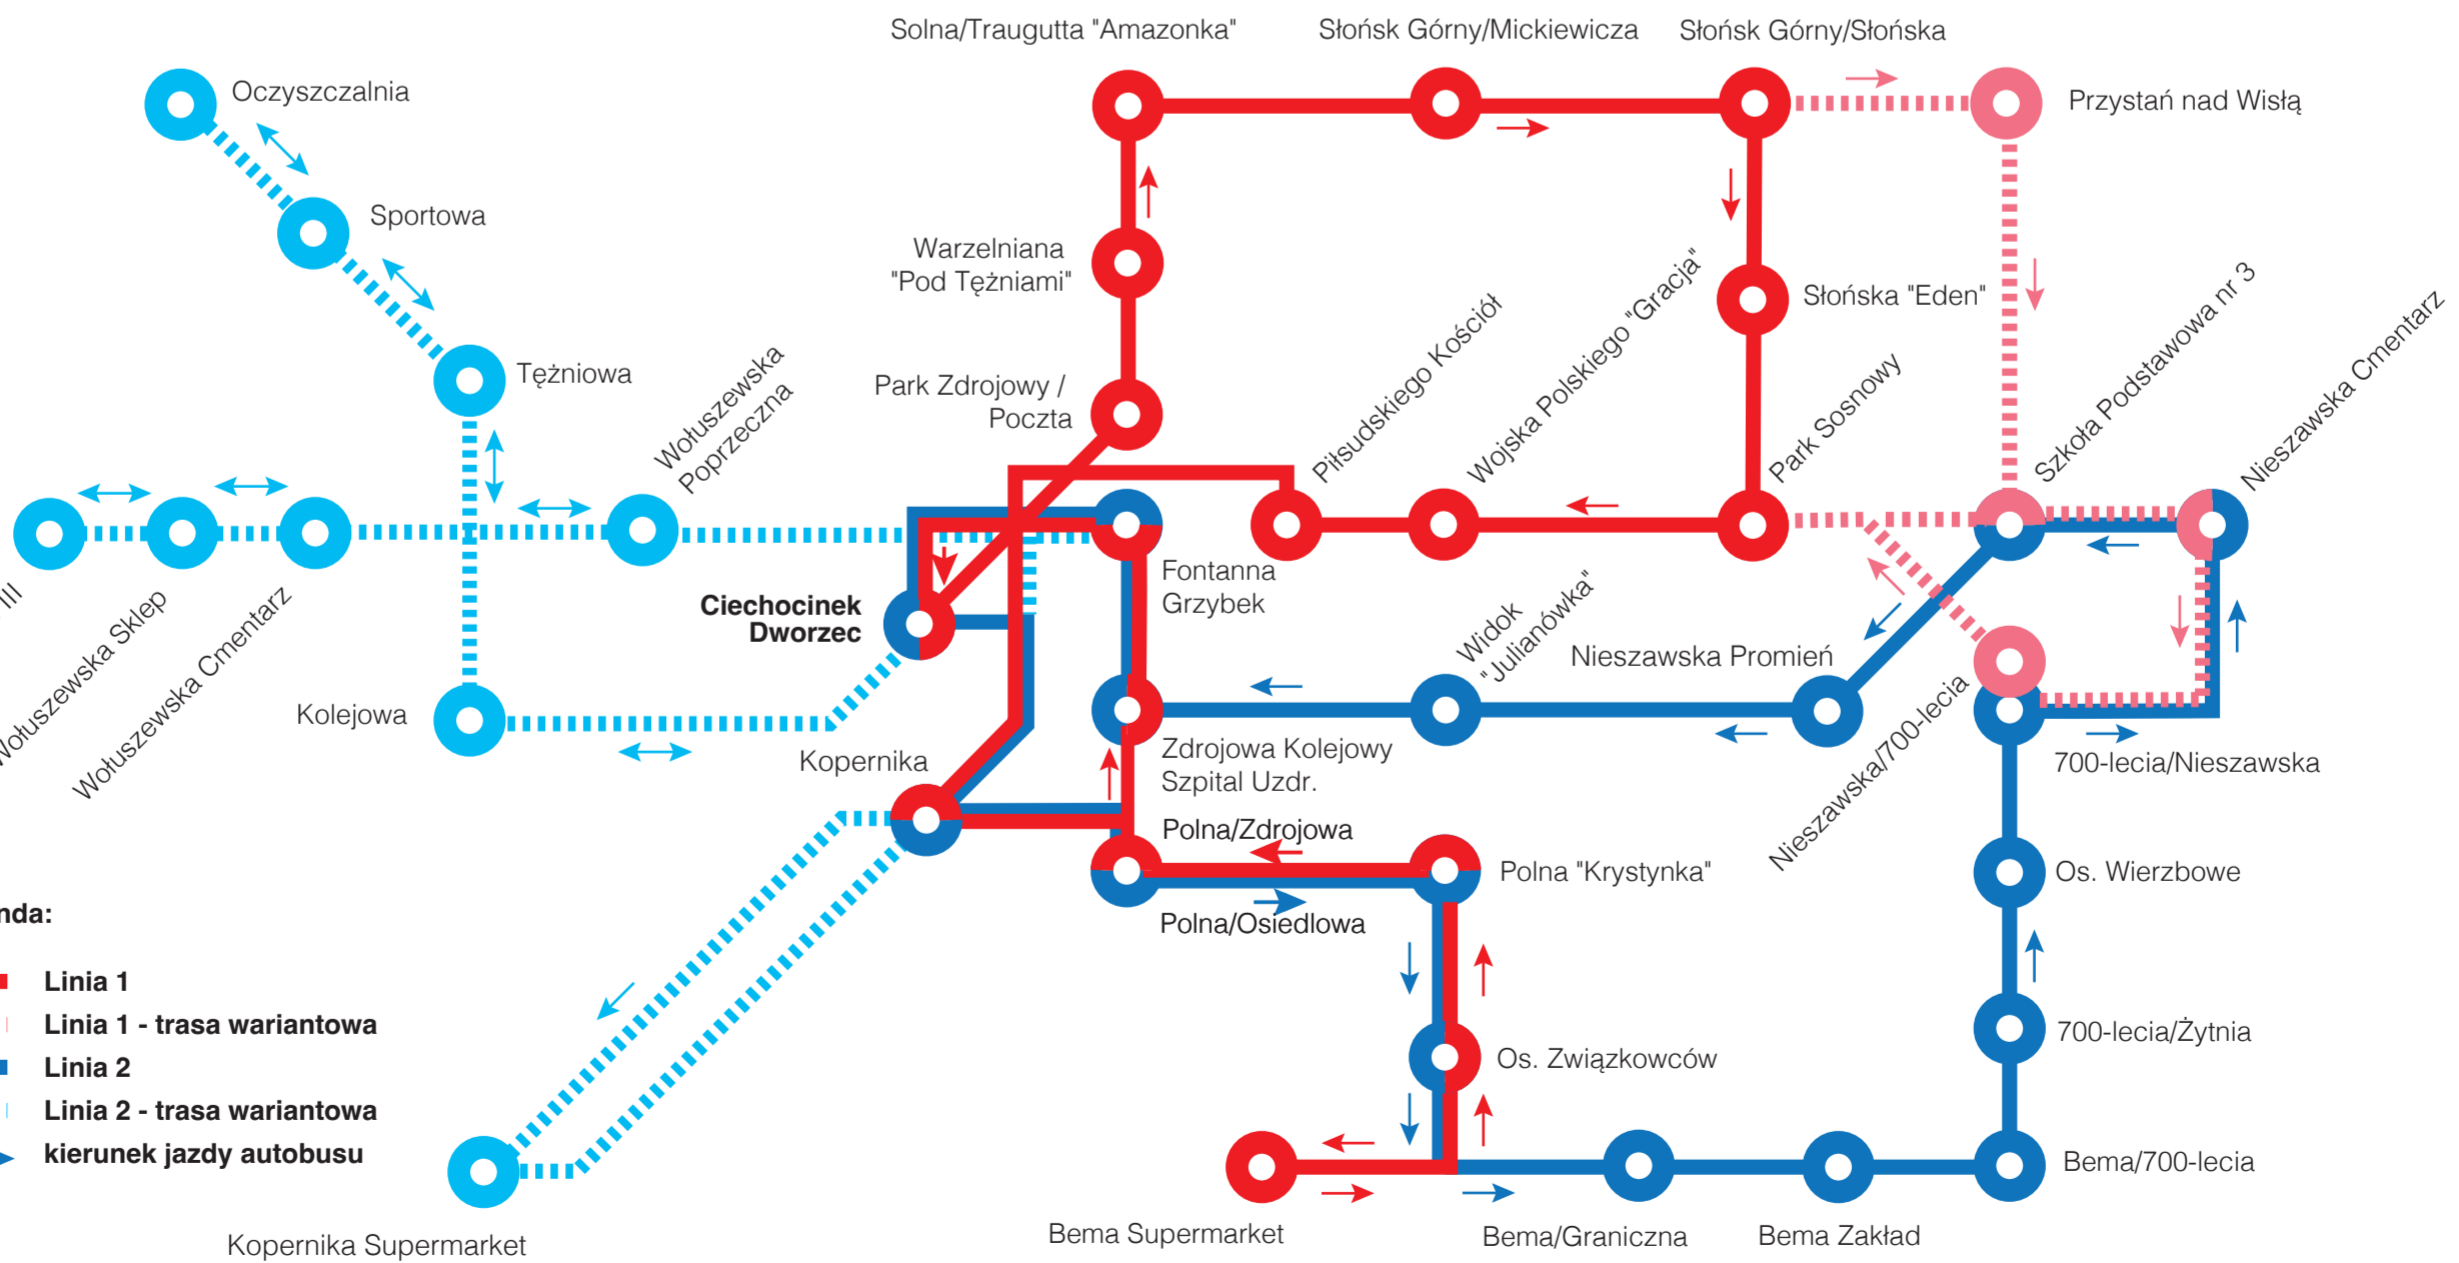 Solna/Traugutta "Amazonka"
Słońsk Górny/Mickiewicza
Słońsk Górny/Słońska
Oczyszczalnia
Przystań nad Wisłą
Sportowa
Warzelniana
"Pod Tężniami"
Słońska "Eden"
Tężniowa
Park Zdrojowy /
Poczta
Wołuszewska
Poprzeczna
Piłsudskiego Kościół
Wojska Polskiego "Gracja"
Park Sosnowy
Szkoła Podstawowa nr 3
Nieszawska Cmentarz
III
Wołuszewska Sklep
Wołuszewska Cmentarz
Ciechocinek
Dworzec
Fontanna
Grzybek
Widok
"Julianówka"
Nieszawska Promień
Nieszawska/700-lecia
Kolejowa
Kopernika
Zdrojowa Kolejowy
Szpital Uzdr.
700-lecia/Nieszawska
Polna/Zdrojowa
Polna "Krystynka"
Os. Wierzbowe
Polna/Osiedlowa
nda:
Linia 1
Linia 1 - trasa wariantowa
Linia 2
Linia 2 - trasa wariantowa
kierunek jazdy autobusu
Os. Związkowców
700-lecia/Żytnia
Bema/700-lecia
Kopernika Supermarket
Bema Supermarket
Bema/Graniczna
Bema Zakład